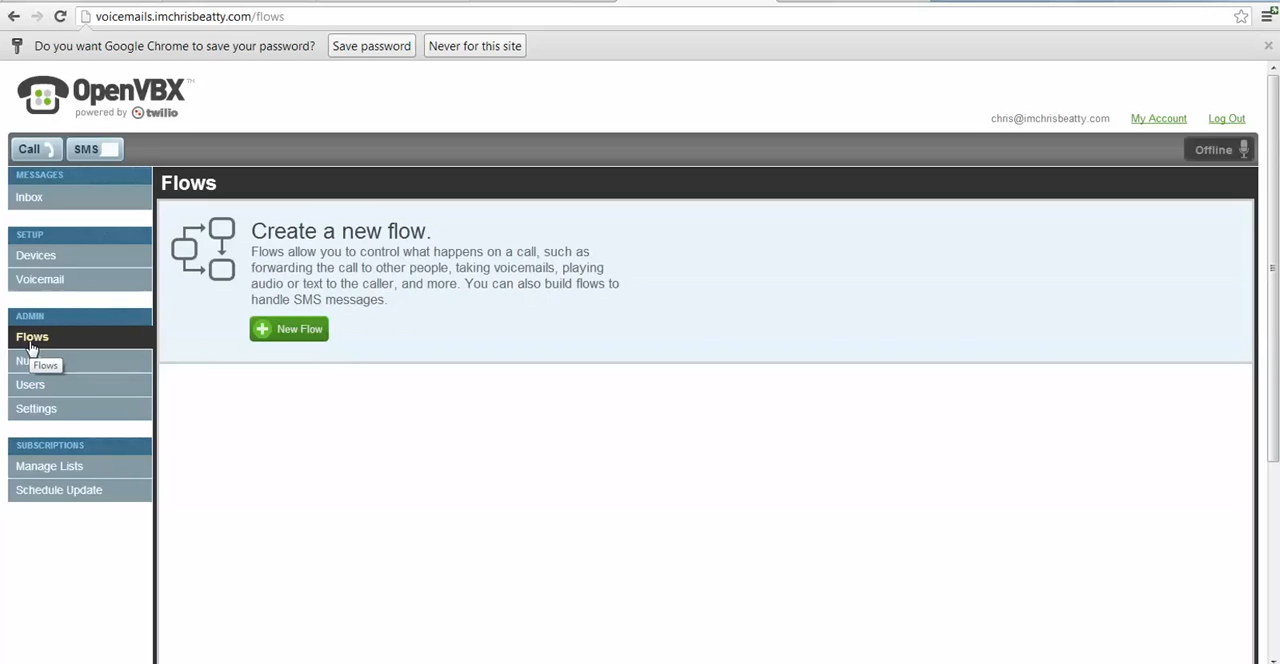 voicemails.imchrisbeatty.com/flows
Do you want Google Chrome to save your password? Save password Never for this site
OpenVBX™
powered by twilio
chris@imchrisbeatty.com My Account Log Out
Call SMS Offline
MESSAGES
Inbox
SETUP
Devices
Voicemail
ADMIN
Flows
Nu
Flows
Users
Settings
SUBSCRIPTIONS
Manage Lists
Schedule Update
Flows
Create a new flow.
Flows allow you to control what happens on a call, such as
forwarding the call to other people, taking voicemails, playing
audio or text to the caller, and more. You can also build flows to
handle SMS messages.
New Flow